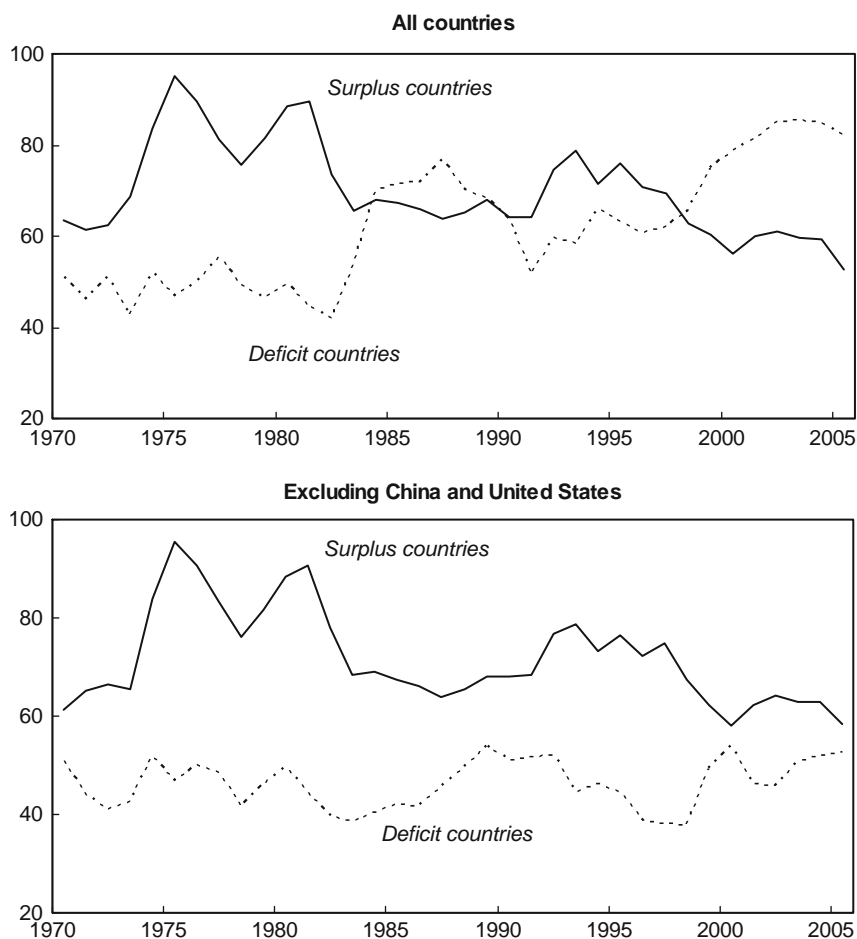 All countries
100
Surplus countries
80
60
40
Deficit countries
20
1970 1975 1980 1985 1990 1995 2000 2005
Excluding China and United States
100
Surplus countries
80
60
40
Deficit countries
20
1970 1975 1980 1985 1990 1995 2000 2005